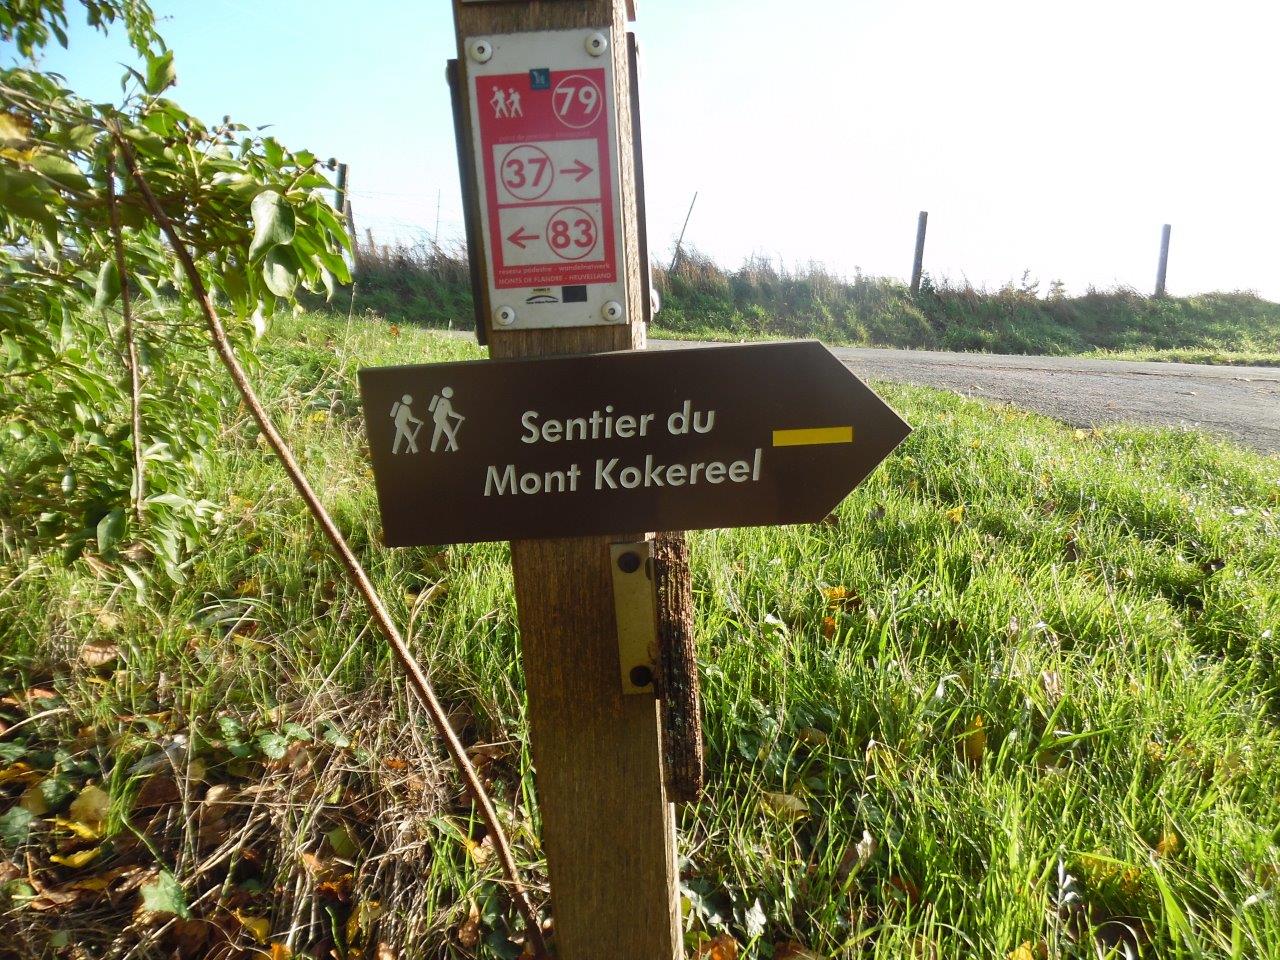 79
37 →
← 83
réseau pédestre - wandelnetwerk
MONTS DE FLANDRE - HEUVELLAND
Sentier du
Mont Kokereel